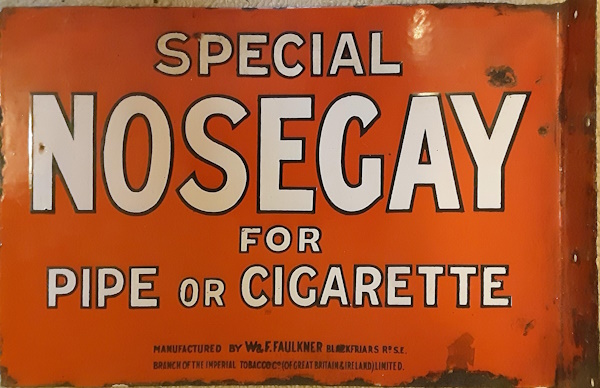 SPECIAL
NOSEGAY
FOR
PIPE OR CIGARETTE
MANUFACTURED BY W.& F. FAULKNER BLACKFRIARS RD S.E.
BRANCH OF THE IMPERIAL TOBACCO CO (OF GREAT BRITAIN & IRELAND), LIMITED.